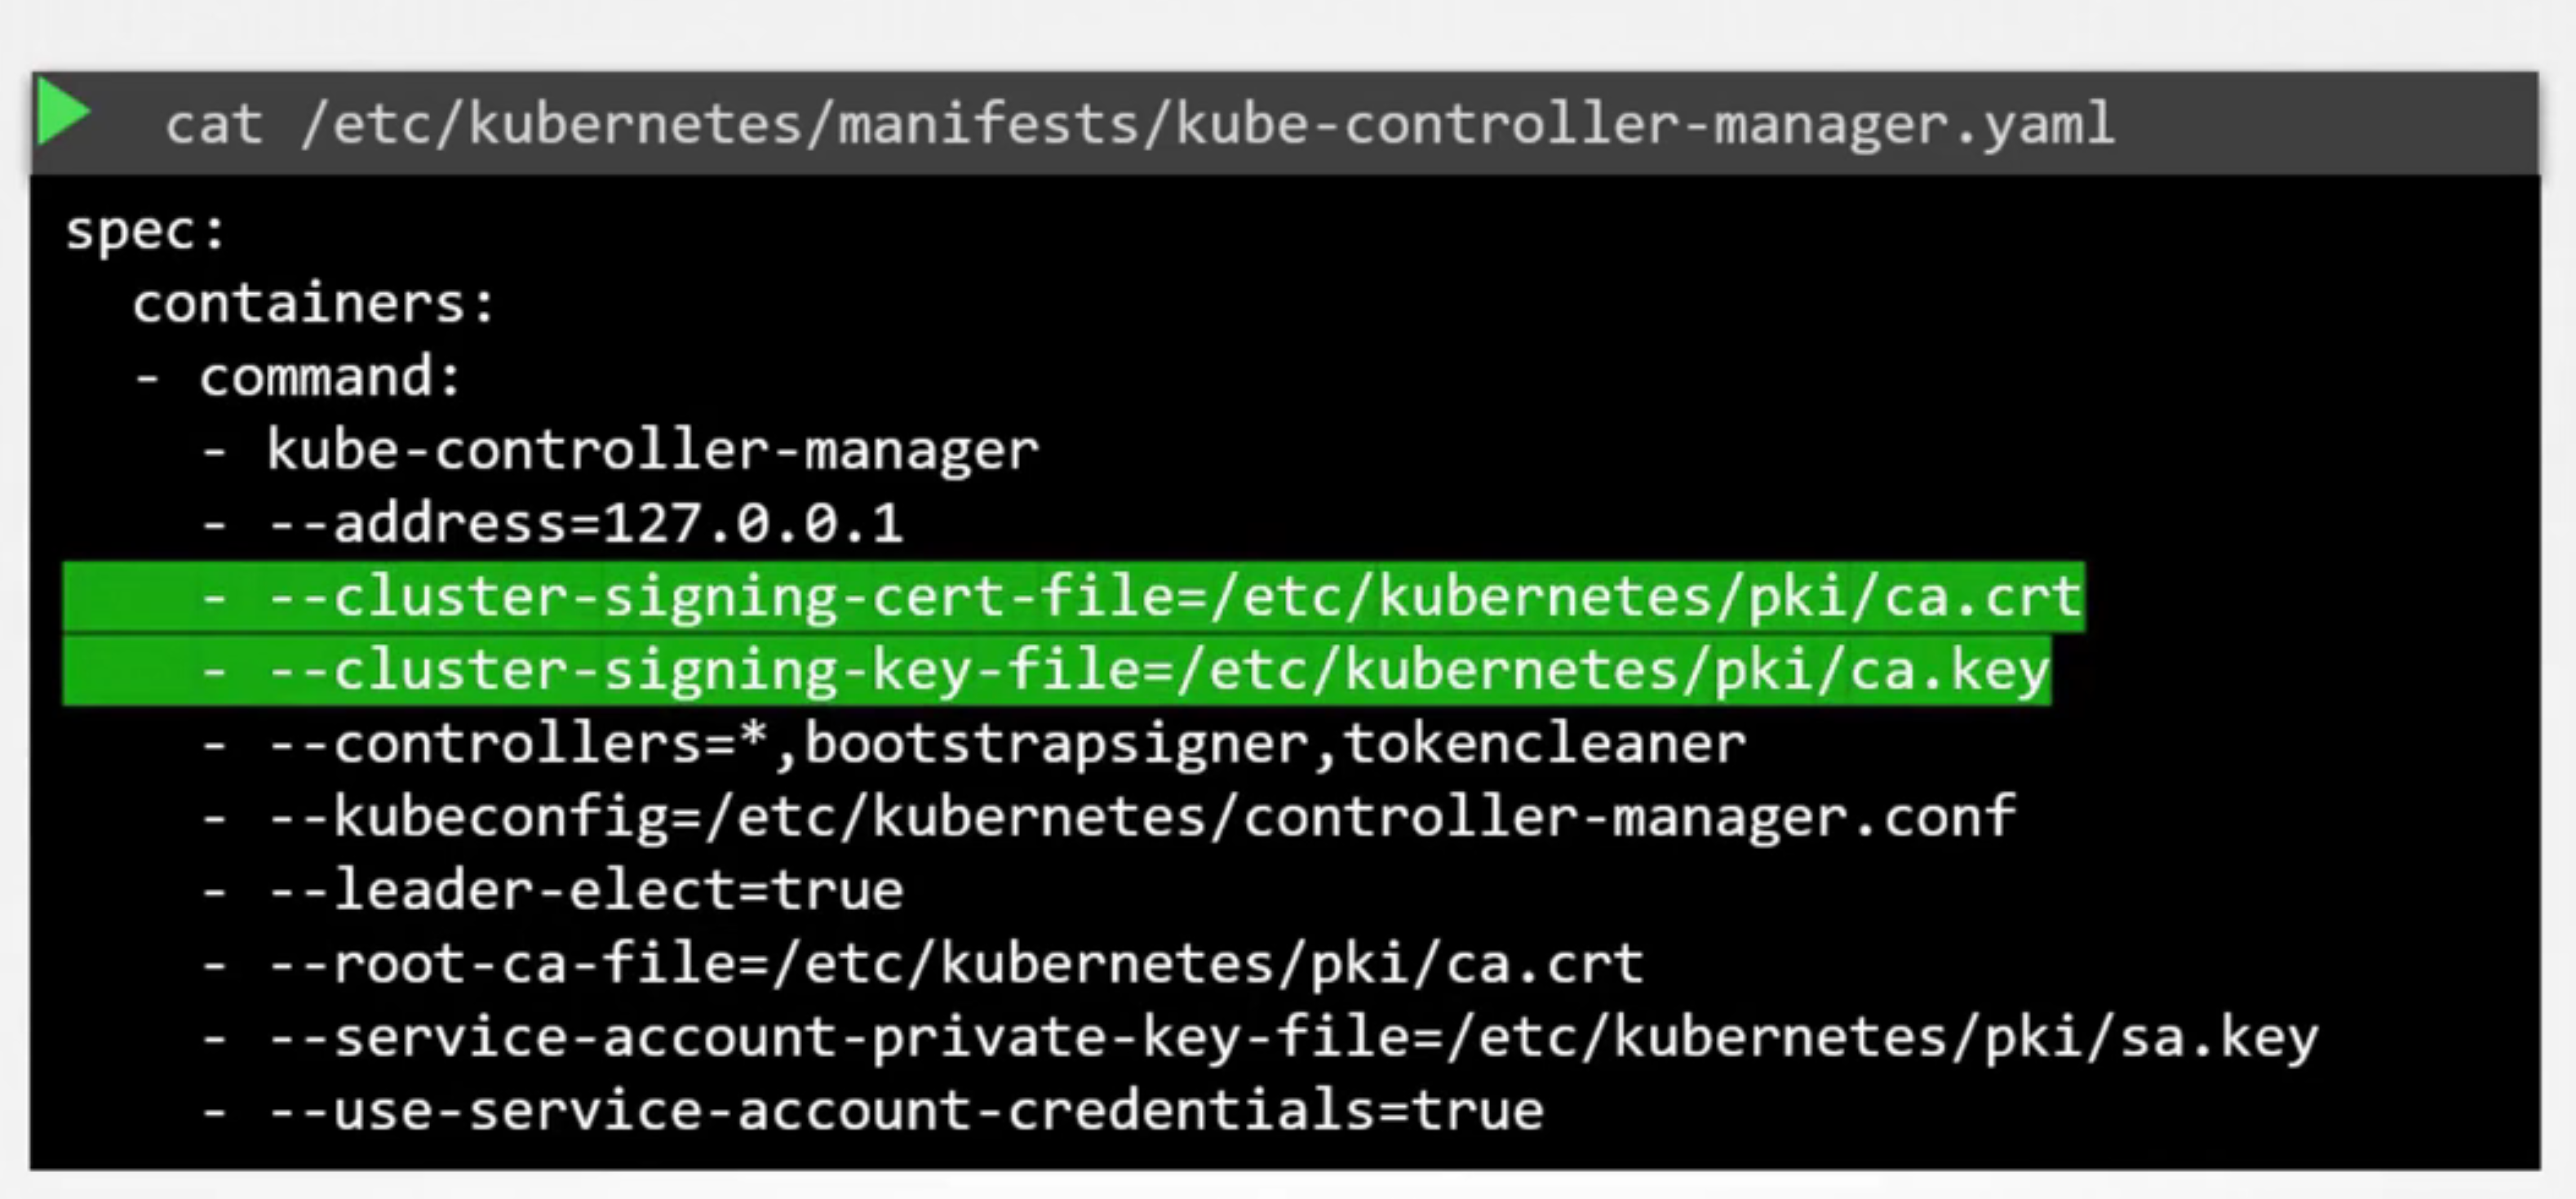 cat /etc/kubernetes/manifests/kube-controller-manager.yaml
spec:
  containers:
  - command:
    - kube-controller-manager
    - --address=127.0.0.1
    - --cluster-signing-cert-file=/etc/kubernetes/pki/ca.crt
    - --cluster-signing-key-file=/etc/kubernetes/pki/ca.key
    - --controllers=*,bootstrapsigner,tokencleaner
    - --kubeconfig=/etc/kubernetes/controller-manager.conf
    - --leader-elect=true
    - --root-ca-file=/etc/kubernetes/pki/ca.crt
    - --service-account-private-key-file=/etc/kubernetes/pki/sa.key
    - --use-service-account-credentials=true